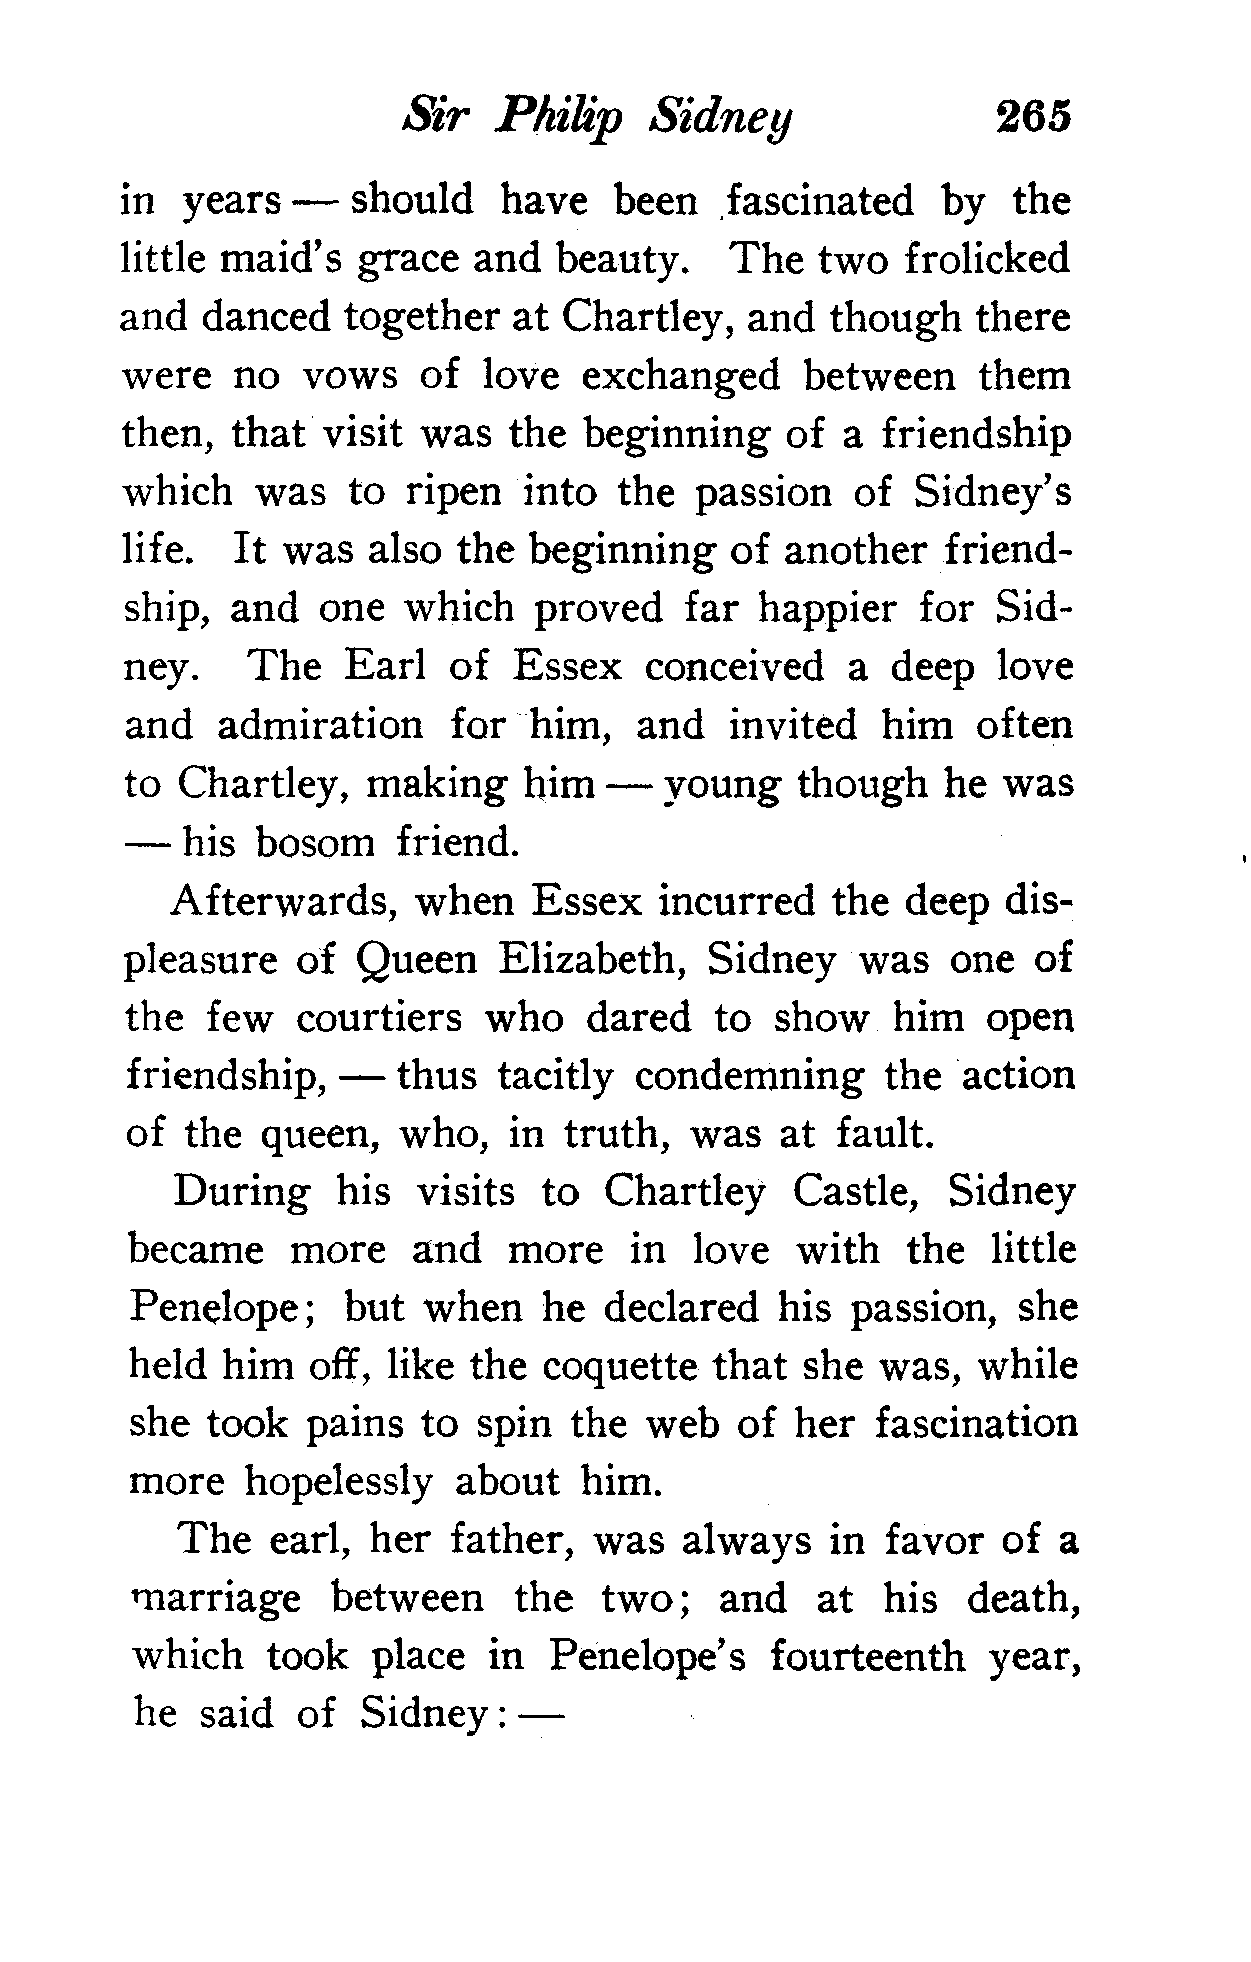 Sir Philip Sidney 265
in years — should have been fascinated by the
little maid's grace and beauty. The two frolicked
and danced together at Chartley, and though there
were no vows of love exchanged between them
then, that visit was the beginning of a friendship
which was to ripen into the passion of Sidney's
life. It was also the beginning of another friend-
ship, and one which proved far happier for Sid-
ney. The Earl of Essex conceived a deep love
and admiration for him, and invited him often
to Chartley, making him — young though he was
— his bosom friend.
Afterwards, when Essex incurred the deep dis-
pleasure of Queen Elizabeth, Sidney was one of
the few courtiers who dared to show him open
friendship, — thus tacitly condemning the action
of the queen, who, in truth, was at fault.
During his visits to Chartley Castle, Sidney
became more and more in love with the little
Penelope; but when he declared his passion, she
held him off, like the coquette that she was, while
she took pains to spin the web of her fascination
more hopelessly about him.
The earl, her father, was always in favor of a
marriage between the two; and at his death,
which took place in Penelope's fourteenth year,
he said of Sidney: —